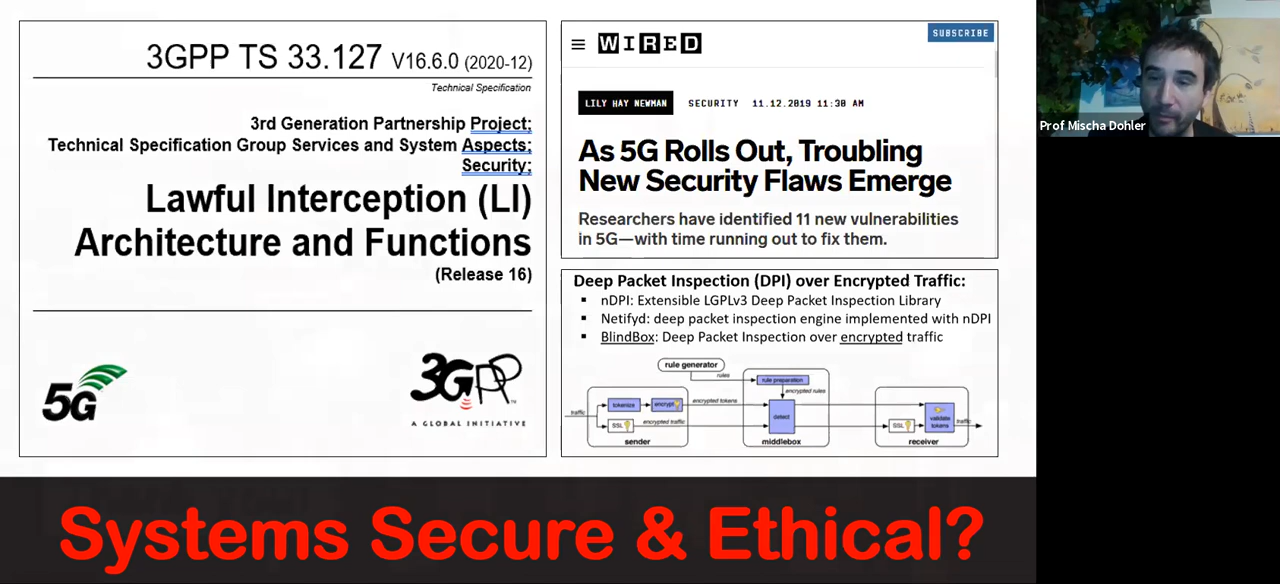 3GPP TS 33.127 V16.6.0 (2020-12)
Technical Specification
3rd Generation Partnership Project;
Technical Specification Group Services and System Aspects;
Security;
Lawful Interception (LI)
Architecture and Functions
(Release 16)
5G
3GPP
TM
A GLOBAL INITIATIVE
WIRED
SUBSCRIBE
LILY HAY NEWMAN SECURITY 11.12.2019 11:30 AM
As 5G Rolls Out, Troubling
New Security Flaws Emerge
Researchers have identified 11 new vulnerabilities
in 5G—with time running out to fix them.
Deep Packet Inspection (DPI) over Encrypted Traffic:
▪ nDPI: Extensible LGPLv3 Deep Packet Inspection Library
▪ Netifyd: deep packet inspection engine implemented with nDPI
▪ BlindBox: Deep Packet Inspection over encrypted traffic
rule generator
rules
rule preparation
encrypted rules
traffic
tokenize
encrypt
encrypted tokens
detect
validate
tokens
traffic
SSL
encrypted traffic
SSL
sender
middlebox
receiver
Systems Secure & Ethical?
Prof Mischa Dohler